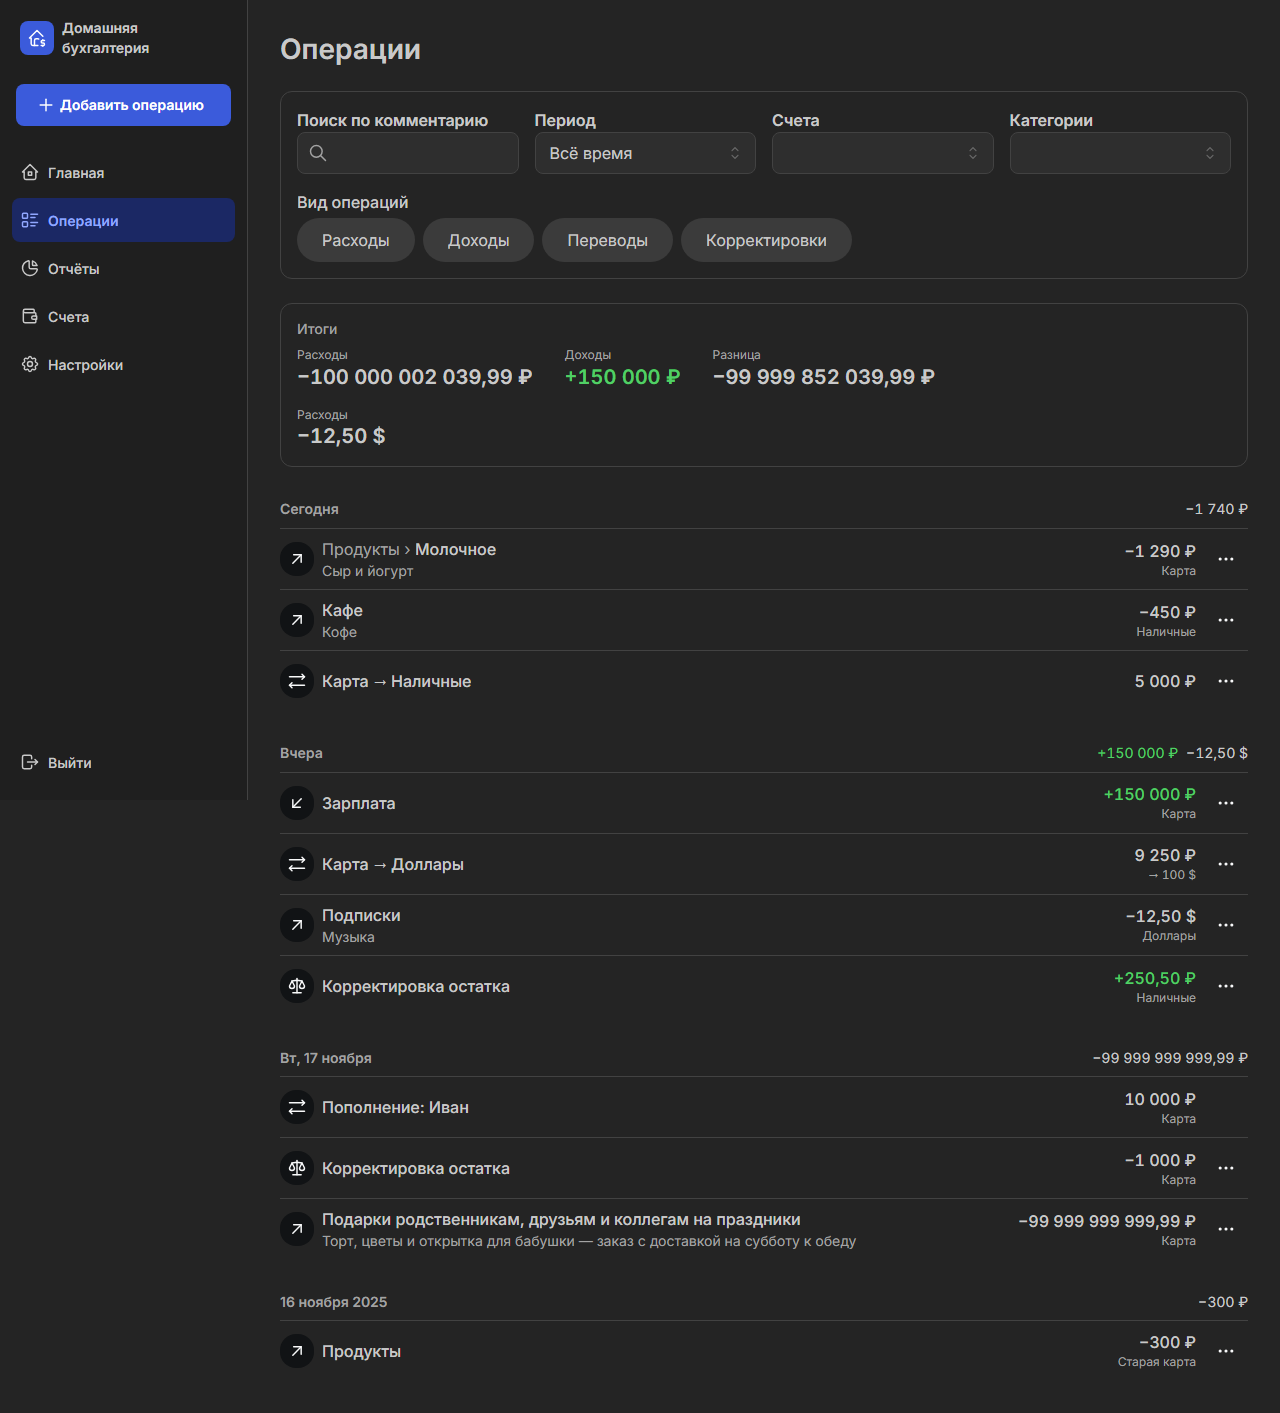 Домашняя
бухгалтерия
Добавить операцию
Главная
Операции
Отчёты
Счета
Настройки
Выйти
Операции
Поиск по комментарию
Период
Счета
Категории
Всё время
Вид операций
Расходы
Доходы
Переводы
Корректировки
Итоги
Расходы
−100 000 002 039,99 ₽
Доходы
+150 000 ₽
Разница
−99 999 852 039,99 ₽
Расходы
−12,50 $
Сегодня
−1 740 ₽
Продукты › Молочное
Сыр и йогурт
−1 290 ₽
Карта
Кафе
Кофе
−450 ₽
Наличные
Карта → Наличные
5 000 ₽
Вчера
+150 000 ₽ −12,50 $
Зарплата
+150 000 ₽
Карта
Карта → Доллары
9 250 ₽
→ 100 $
Подписки
Музыка
−12,50 $
Доллары
Корректировка остатка
+250,50 ₽
Наличные
Вт, 17 ноября
−99 999 999 999,99 ₽
Пополнение: Иван
10 000 ₽
Карта
Корректировка остатка
−1 000 ₽
Карта
Подарки родственникам, друзьям и коллегам на праздники
Торт, цветы и открытка для бабушки — заказ с доставкой на субботу к обеду
−99 999 999 999,99 ₽
Карта
16 ноября 2025
−300 ₽
Продукты
−300 ₽
Старая карта